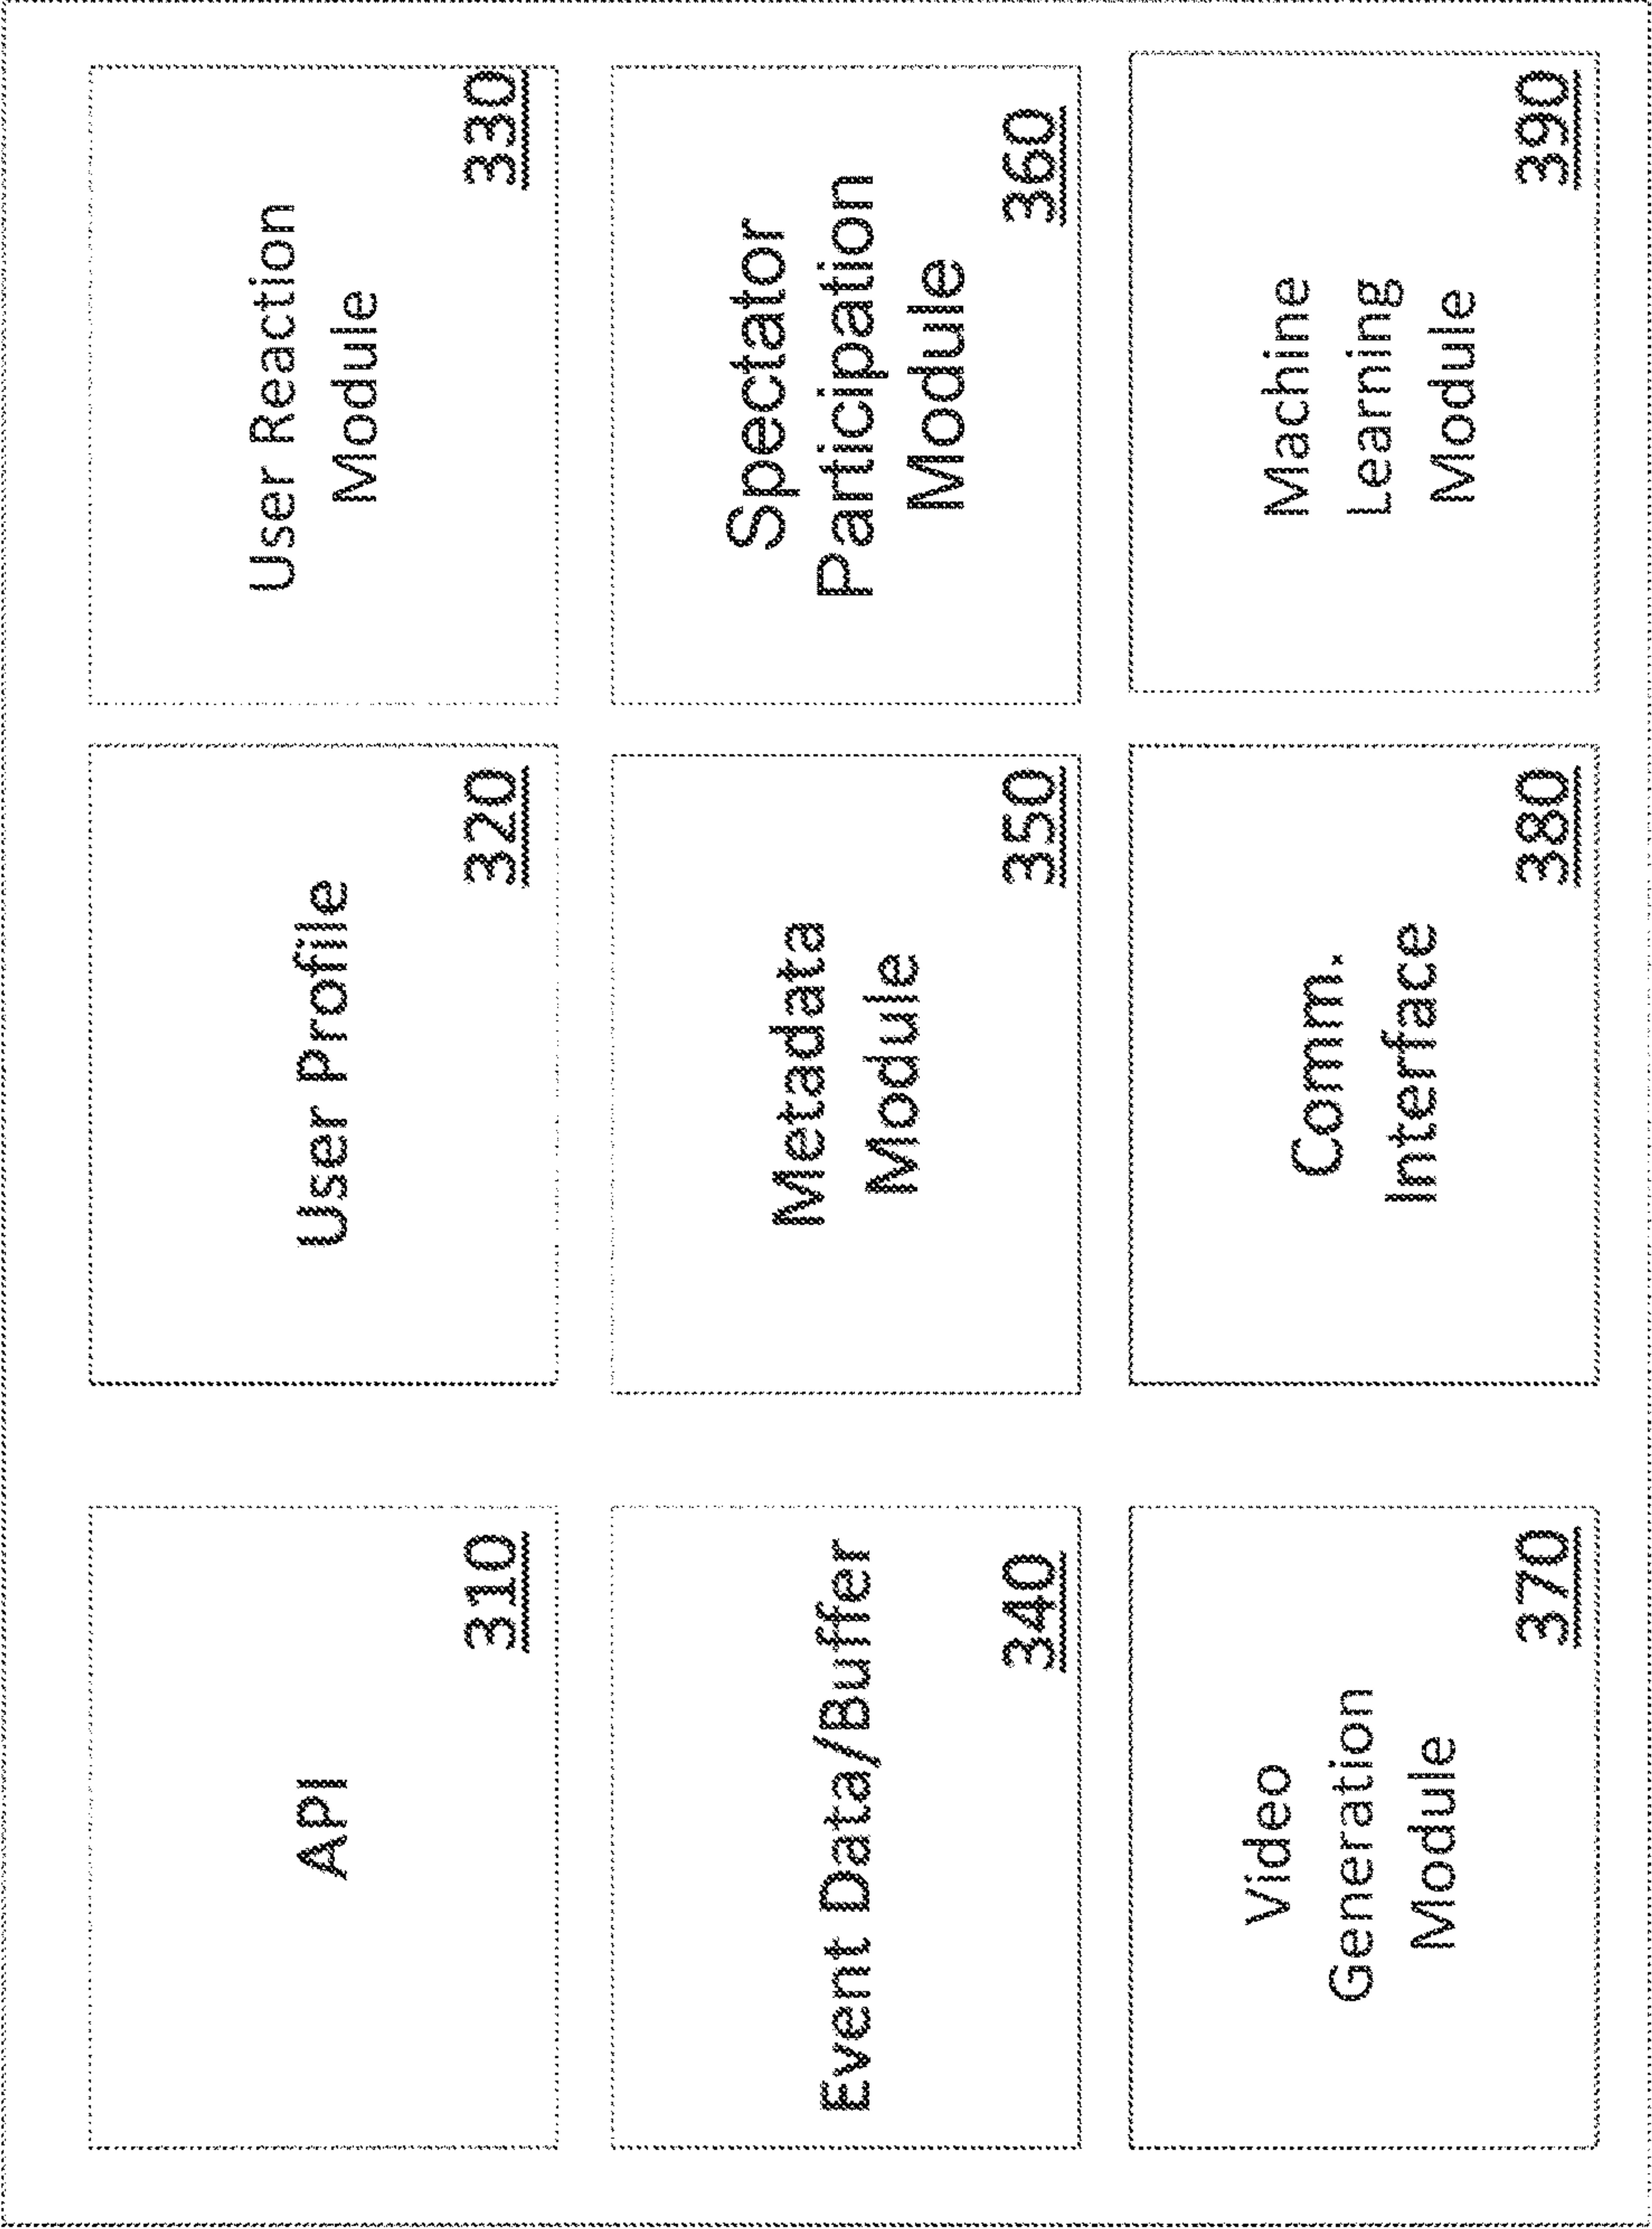 API
310
User Profile
320
User Reaction
Module
330
Event Data/Buffer
340
Metadata
Module
350
Spectator
Participation
Module
360
Video
Generation
Module
370
Comm.
Interface
380
Machine
Learning
Module
390